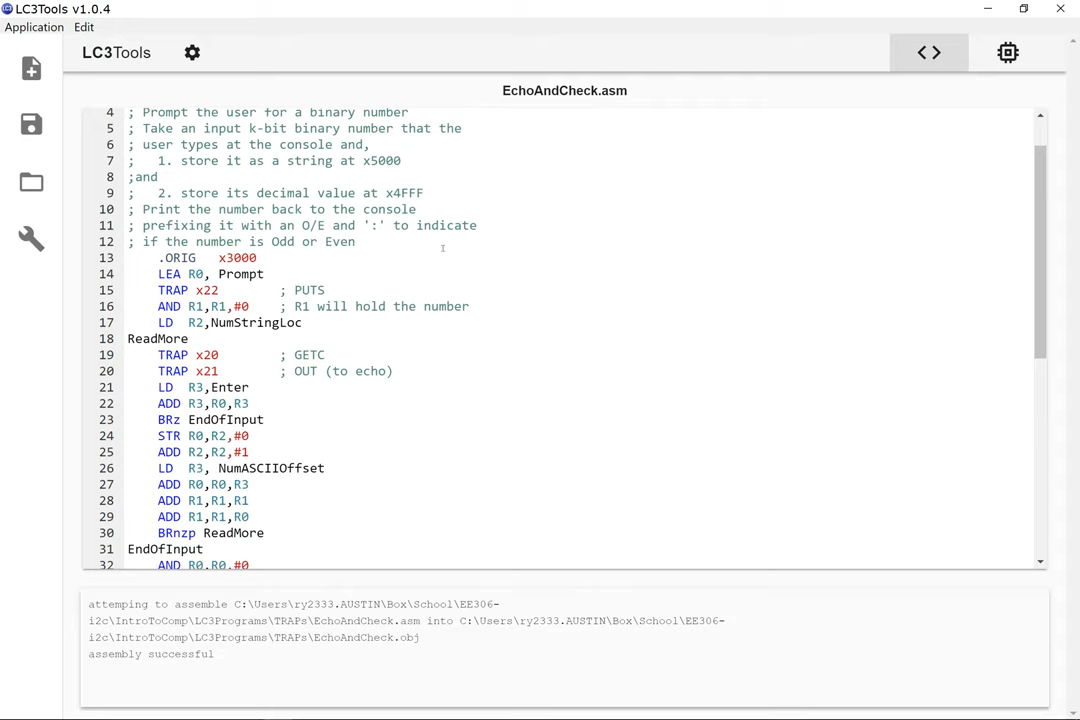 LC3Tools v1.0.4
Application Edit
LC3Tools
EchoAndCheck.asm
4 ; Prompt the user for a binary number
5 ; Take an input k-bit binary number that the
6 ; user types at the console and,
7 ;   1. store it as a string at x5000
8 ;and
9 ;   2. store its decimal value at x4FFF
10 ; Print the number back to the console
11 ; prefixing it with an O/E and ':' to indicate
12 ; if the number is Odd or Even
13     .ORIG   x3000
14     LEA R0, Prompt
15     TRAP x22        ; PUTS
16     AND R1,R1,#0    ; R1 will hold the number
17     LD  R2,NumStringLoc
18 ReadMore
19     TRAP x20        ; GETC
20     TRAP x21        ; OUT (to echo)
21     LD  R3,Enter
22     ADD R3,R0,R3
23     BRz EndOfInput
24     STR R0,R2,#0
25     ADD R2,R2,#1
26     LD  R3, NumASCIIOffset
27     ADD R0,R0,R3
28     ADD R1,R1,R1
29     ADD R1,R1,R0
30     BRnzp ReadMore
31 EndOfInput
32     AND R0,R0,#0
attemping to assemble C:\Users\ry2333.AUSTIN\Box\School\EE306-
i2c\IntroToComp\LC3Programs\TRAPs\EchoAndCheck.asm into C:\Users\ry2333.AUSTIN\Box\School\EE306-
i2c\IntroToComp\LC3Programs\TRAPs\EchoAndCheck.obj
assembly successful